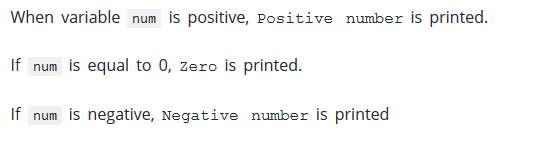 When variable num is positive, Positive number is printed.
If num is equal to 0, Zero is printed.
If num is negative, Negative number is printed